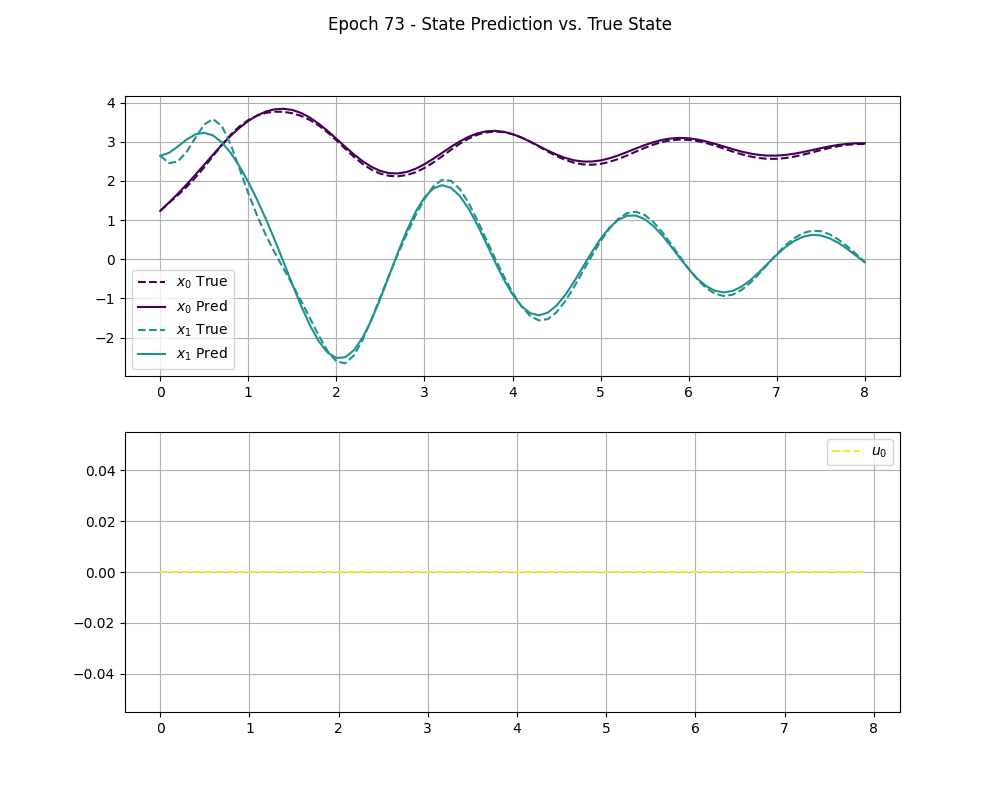 Epoch 73 - State Prediction vs. True State
4
3
2
1
0
−1
−2
x₀ True
x₀ Pred
x₁ True
x₁ Pred
0 1 2 3 4 5 6 7 8
0.04
0.02
0.00
−0.02
−0.04
u₀
0 1 2 3 4 5 6 7 8